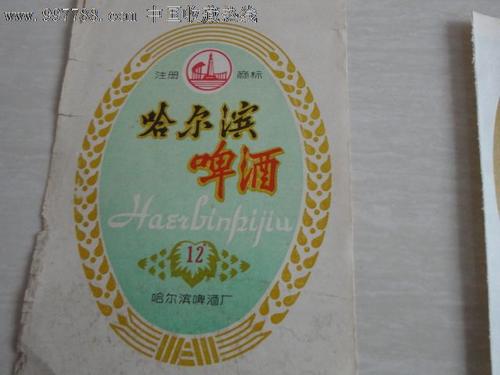 www.997788.com 中国收藏热线
注册 商标
哈尔滨
啤酒
Haerbinpijiu
12°
哈尔滨啤酒厂